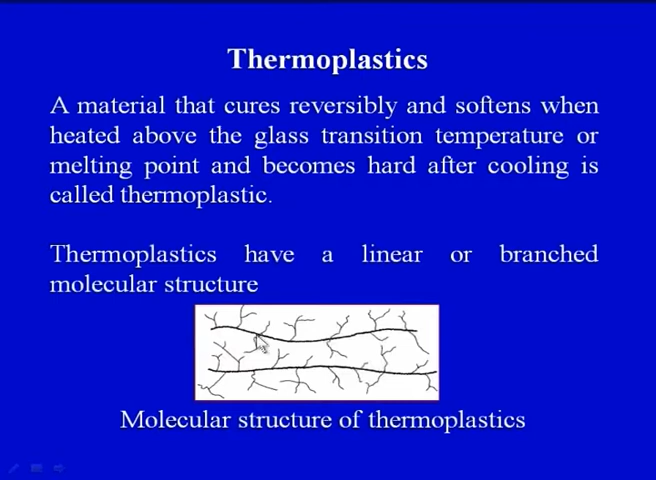 Thermoplastics
A material that cures reversibly and softens when
heated above the glass transition temperature or
melting point and becomes hard after cooling is
called thermoplastic.
Thermoplastics have a linear or branched
molecular structure
Molecular structure of thermoplastics